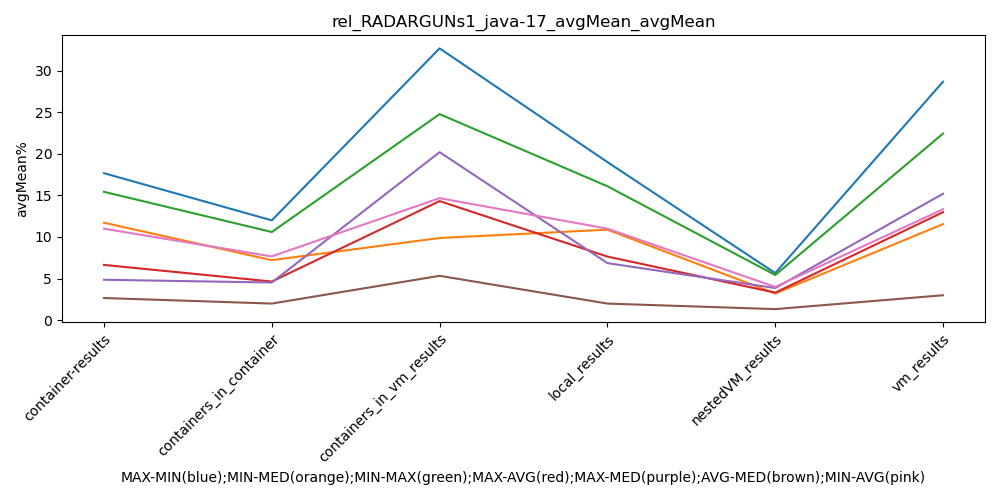 rel_RADARGUNs1_java-17_avgMean_avgMean
avgMean%
30
25
20
15
10
5
0
container-results
containers_in_container
containers_in_vm_results
local_results
nestedVM_results
vm_results
MAX-MIN(blue);MIN-MED(orange);MIN-MAX(green);MAX-AVG(red);MAX-MED(purple);AVG-MED(brown);MIN-AVG(pink)